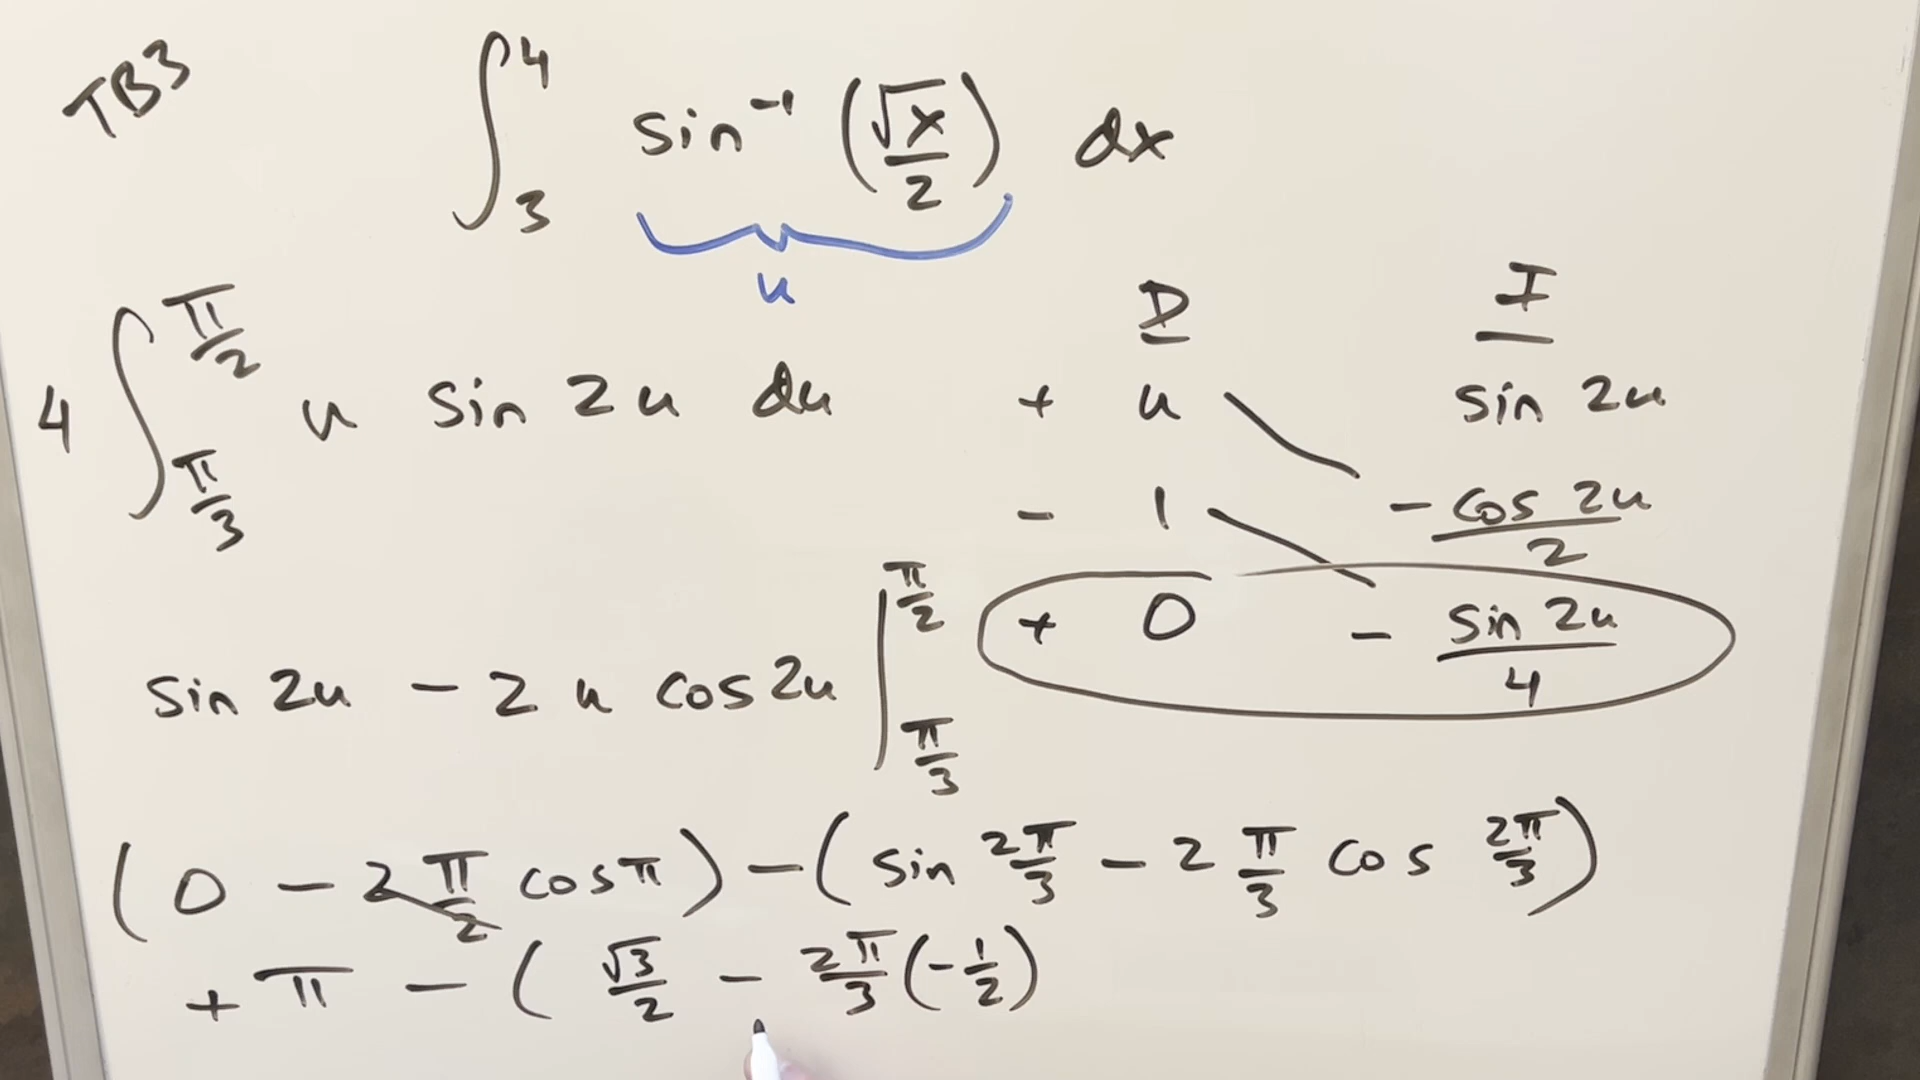 TB3
∫₃⁴ sin⁻¹ (√x/2) dx
u
D I
4 ∫_{π/3}^{π/2} u sin 2u du
+ u sin 2u
- 1 - cos 2u/2
+ 0 - sin 2u/4
sin 2u - 2 u cos 2u |_{π/3}^{π/2}
(0 - 2 π/2 cos π) - (sin 2π/3 - 2 π/3 cos 2π/3)
+ π - ( √3/2 - 2π/3 (-1/2)